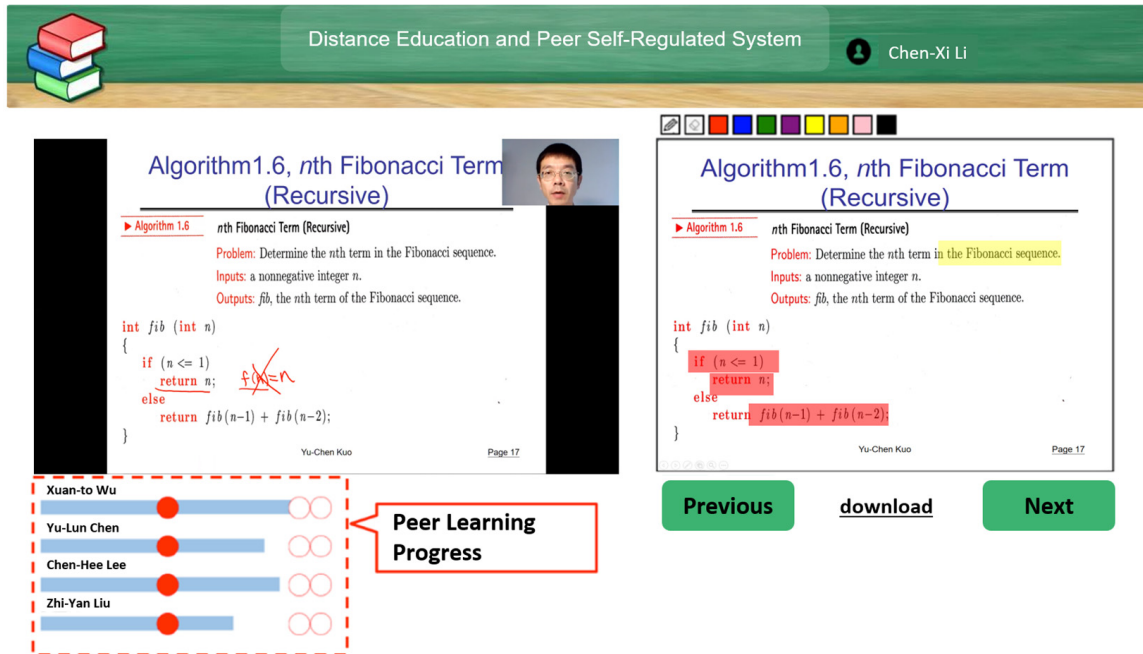 Distance Education and Peer Self-Regulated System
Chen-Xi Li
Algorithm1.6, nth Fibonacci Term
(Recursive)
▶ Algorithm 1.6
nth Fibonacci Term (Recursive)
Problem: Determine the nth term in the Fibonacci sequence.
Inputs: a nonnegative integer n.
Outputs: fib, the nth term of the Fibonacci sequence.
int fib (int n)
{
if (n <= 1)
return n; f(n)=n
else
return fib(n-1) + fib(n-2);
}
Yu-Chen Kuo
Page 17
Algorithm1.6, nth Fibonacci Term
(Recursive)
▶ Algorithm 1.6
nth Fibonacci Term (Recursive)
Problem: Determine the nth term in the Fibonacci sequence.
Inputs: a nonnegative integer n.
Outputs: fib, the nth term of the Fibonacci sequence.
int fib (int n)
{
if (n <= 1)
return n;
else
return fib(n-1) + fib(n-2);
}
Yu-Chen Kuo
Page 17
Xuan-to Wu
Yu-Lun Chen
Chen-Hee Lee
Zhi-Yan Liu
Peer Learning
Progress
Previous
download
Next